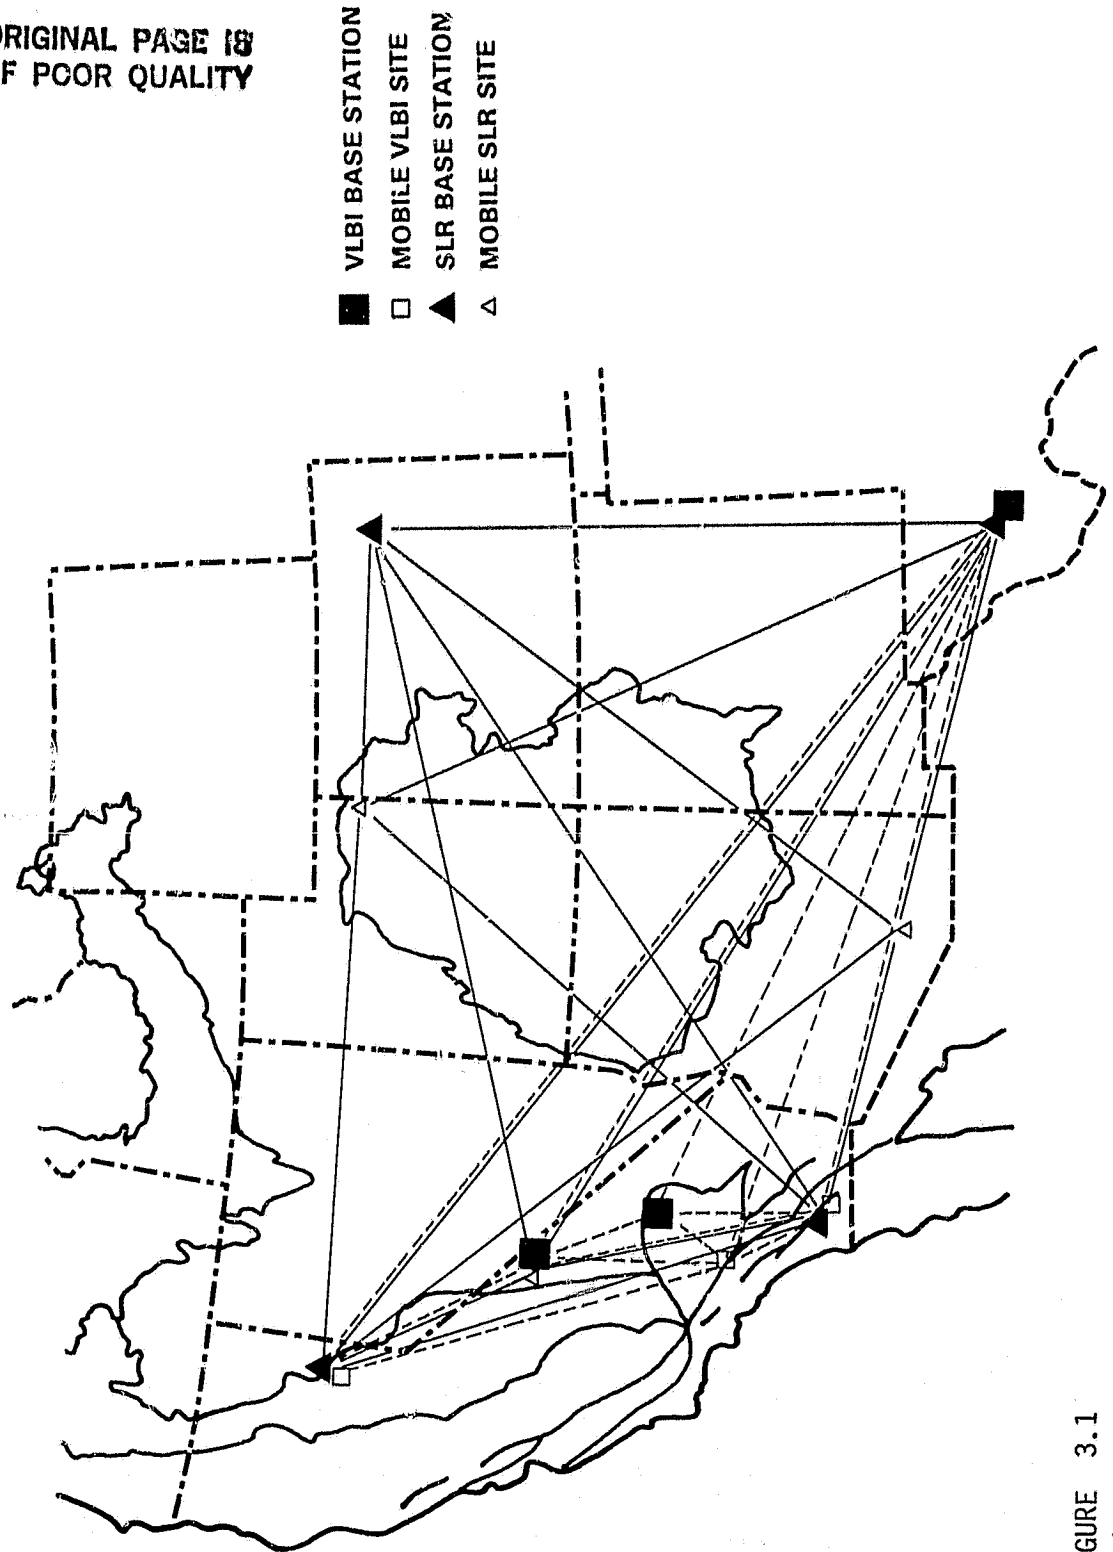 ORIGINAL PAGE IS
OF POOR QUALITY
VLBI BASE STATION
MOBILE VLBI SITE
SLR BASE STATION
MOBILE SLR SITE
GURE 3.1